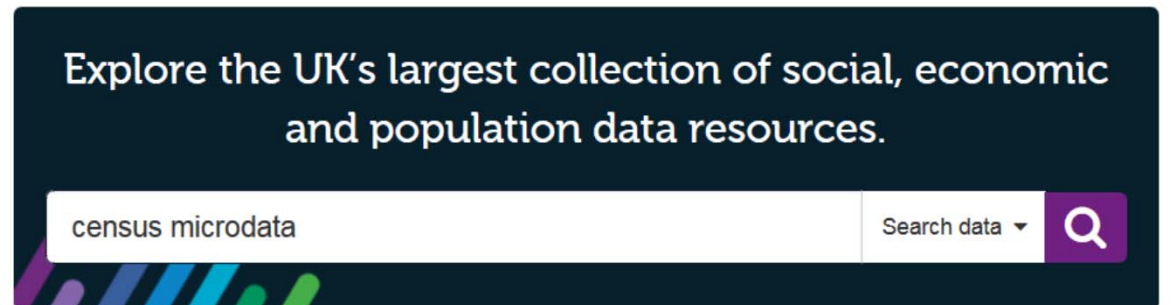 Explore the UK’s largest collection of social, economic
and population data resources.
census microdata
Search data